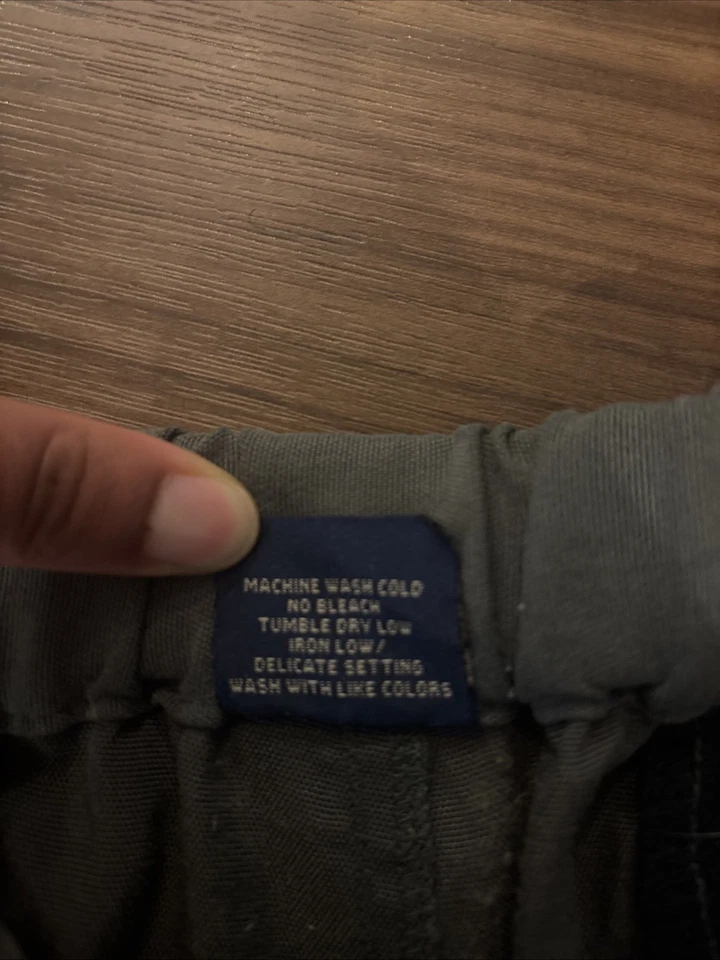 MACHINE WASH COLD
NO BLEACH
TUMBLE DRY LOW
IRON LOW/
DELICATE SETTING
WASH WITH LIKE COLORS